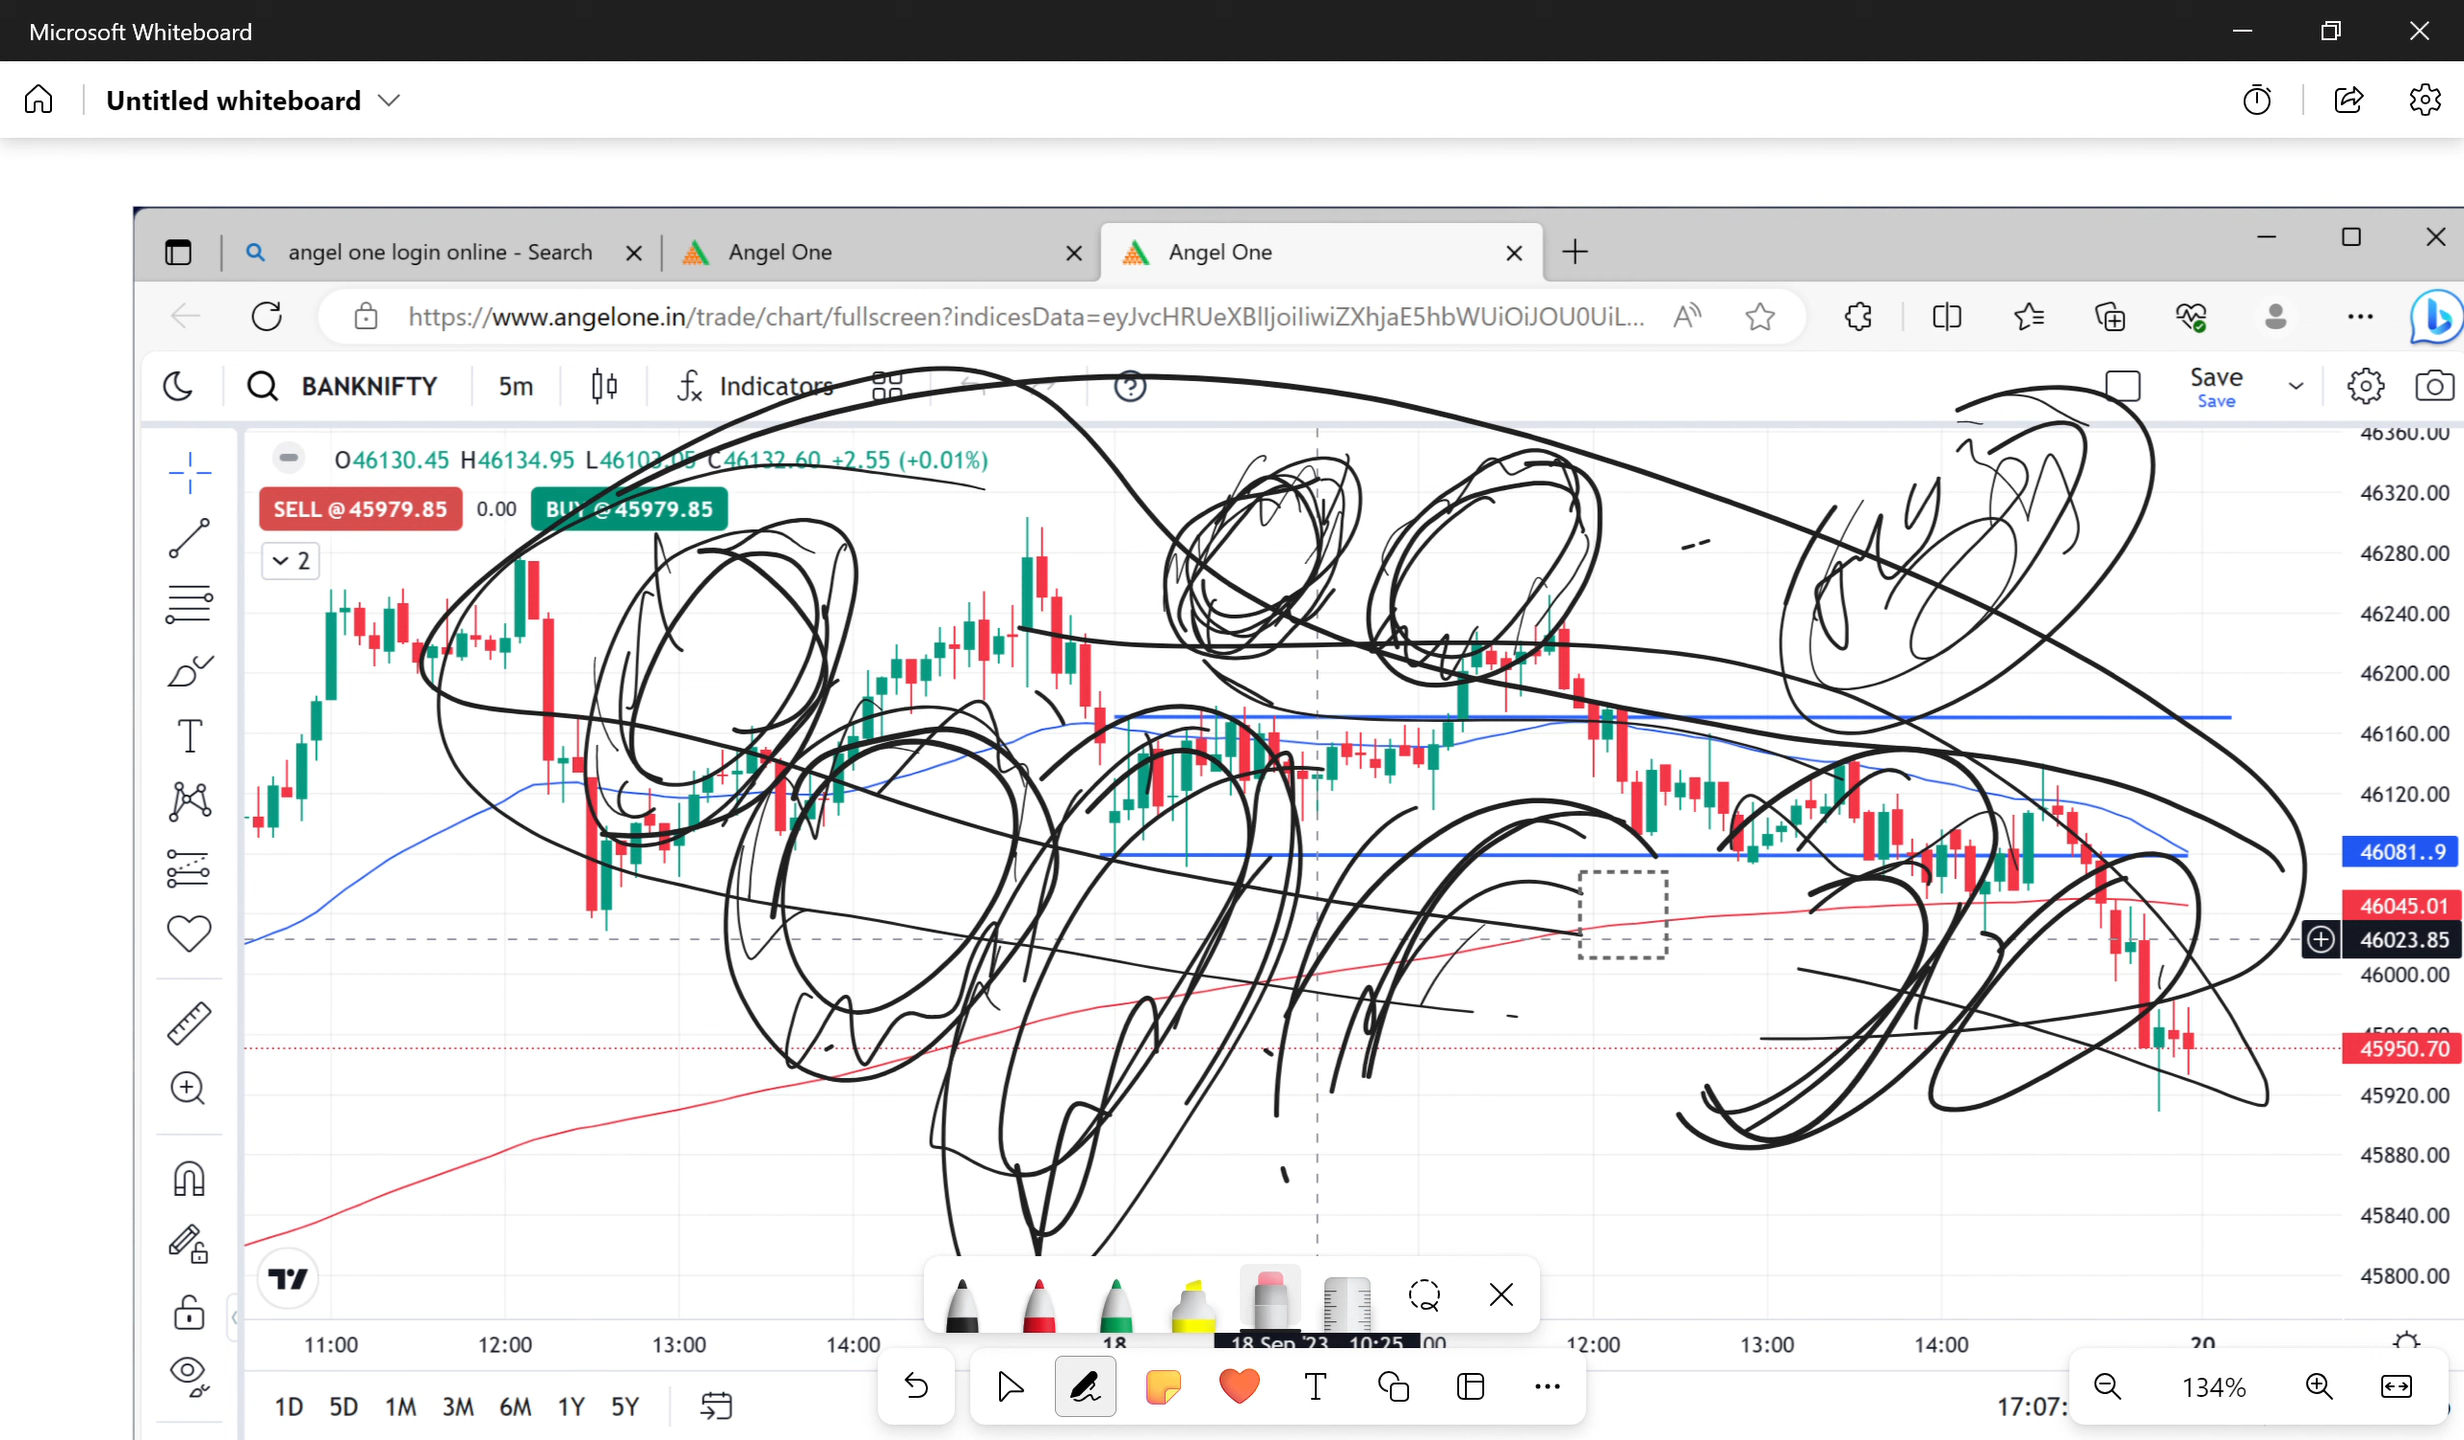 Microsoft Whiteboard
Untitled whiteboard
angel one login online - Search
Angel One
Angel One
https://www.angelone.in/trade/chart/fullscreen?indicesData=
BANKNIFTY 5m Indicators
Save
Save
O46130.45 H46134.95 C46132.60 +2.55 (+0.01%)
SELL @ 45979.85 0.00 BUY @ 45979.85
2
46360.00
46320.00
46280.00
46240.00
46200.00
46160.00
46120.00
46081..9
46045.01
46023.85
46000.00
45950.70
45920.00
45880.00
45840.00
45800.00
11:00 12:00 13:00 14:00 18 18 Sep '23 10:25 12:00 13:00 14:00 20
1D 5D 1M 3M 6M 1Y 5Y
17:07:
134%